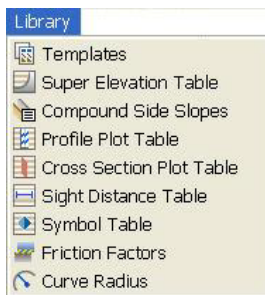 Library
Templates
Super Elevation Table
Compound Side Slopes
Profile Plot Table
Cross Section Plot Table
Sight Distance Table
Symbol Table
Friction Factors
Curve Radius